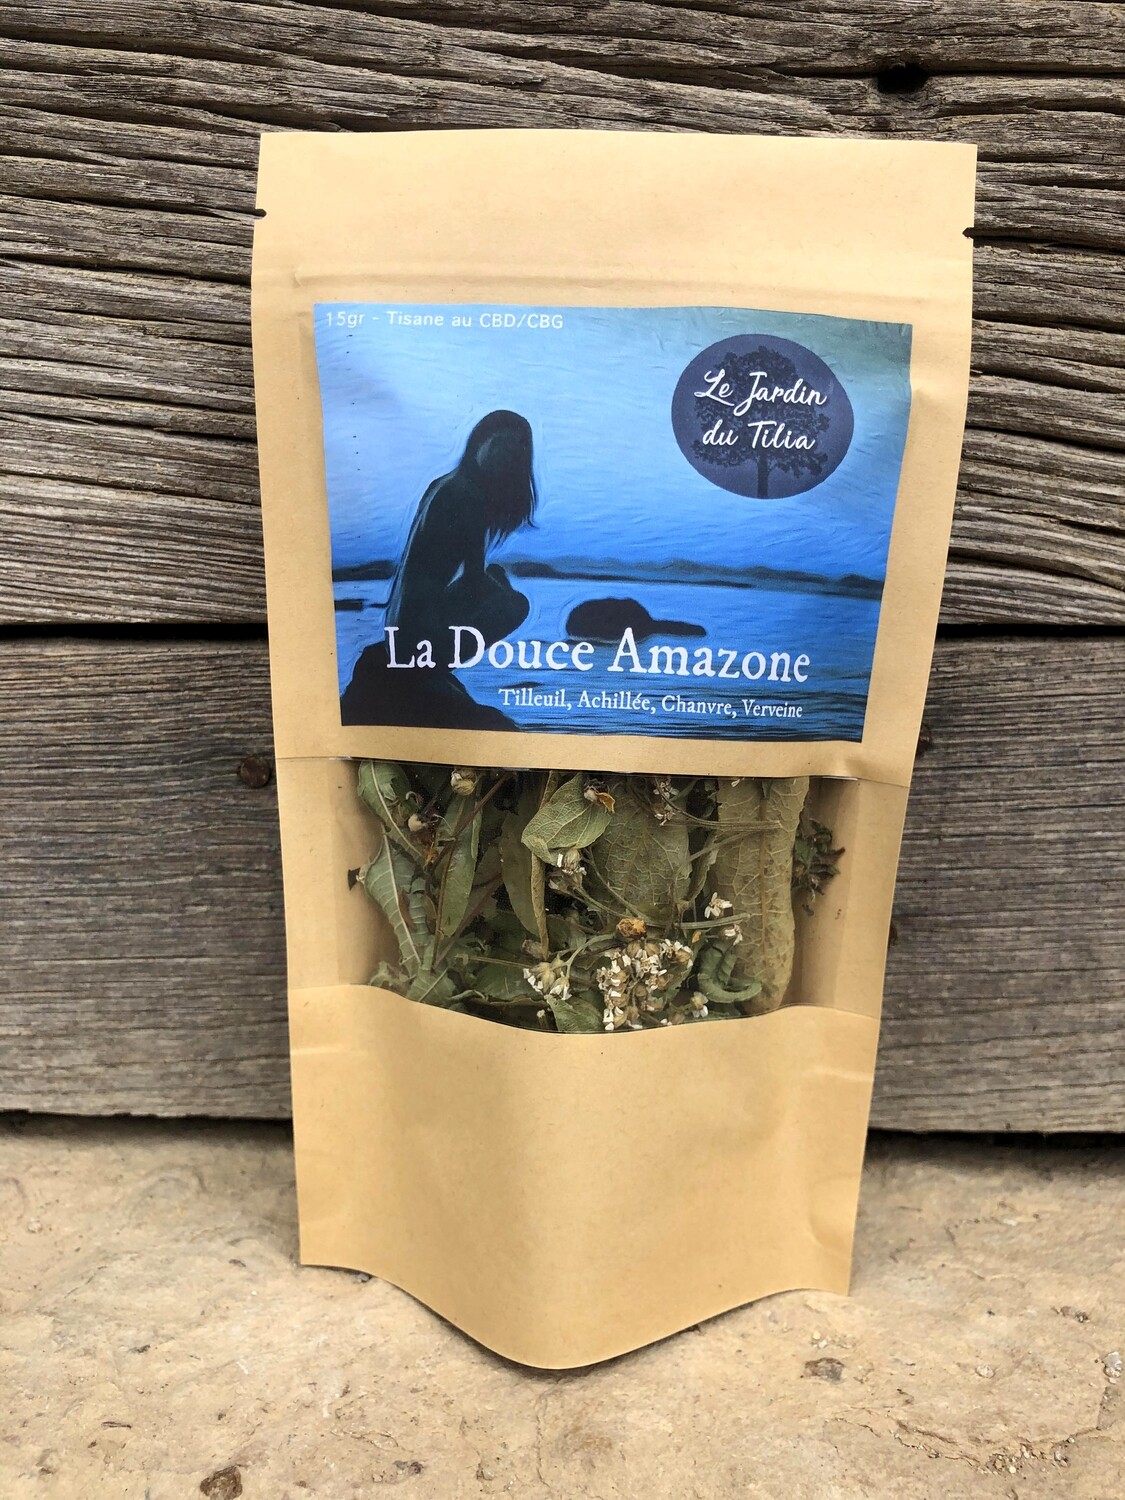 15gr - Tisane au CBD/CBG
Le Jardin
du Tilia
La Douce Amazone
Tilleuil, Achillée, Chanvre, Verveine